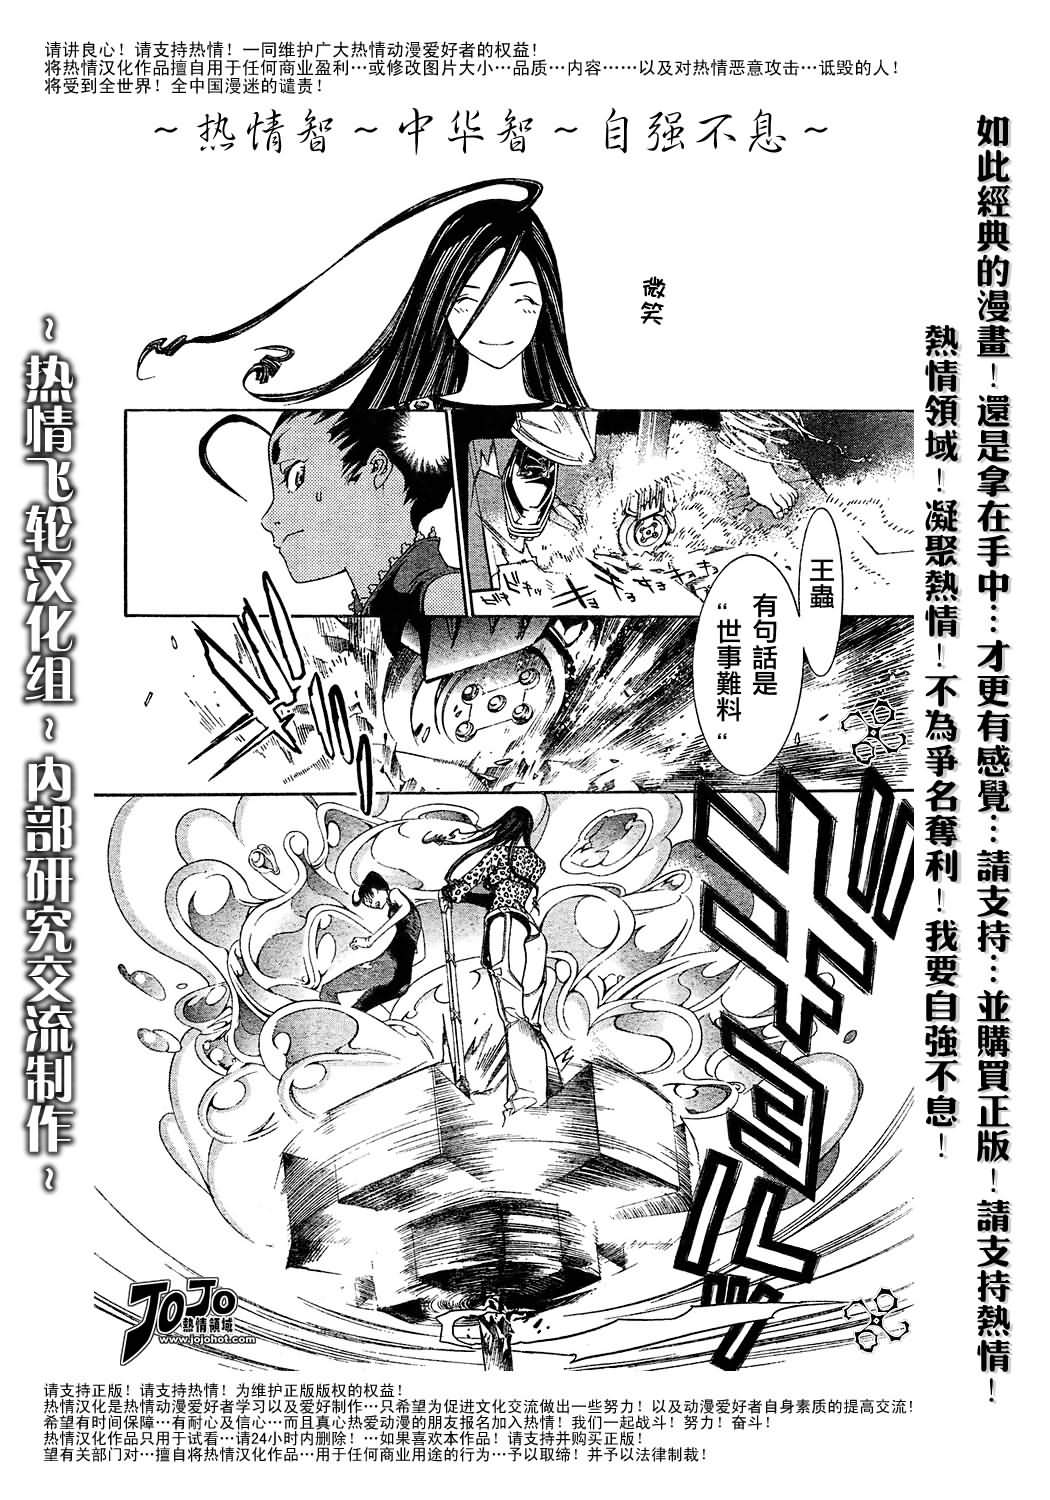 请讲良心！请支持热情！一同维护广大热情动漫爱好者的权益！
将热情汉化作品擅自用于任何商业盈利…或修改图片大小…品质…内容……以及对热情恶意攻击…诋毁的人！
将受到全世界！全中国漫迷的谴责！
～热情智～中华智～自强不息～
如此經典的漫畫！還是拿在手中…才更有感覺…請支持…並購買正版！請支持熱情！
熱情領域！凝聚熱情！不為爭名奪利！我要自強不息！
～热情飞轮汉化组～内部研究交流制作～
微笑
王蟲
有句話是
“世事難料“
JOJO
熱情領域
www.jojohot.com
请支持正版！请支持热情！为维护正版版权的权益！
热情汉化是热情动漫爱好者学习以及爱好制作…只希望为促进文化交流做出一些努力！以及动漫爱好者自身素质的提高交流！
希望有时间保障…有耐心及信心…而且真心热爱动漫的朋友报名加入热情！我们一起战斗！努力！奋斗！
热情汉化作品只用于试看…请24小时内删除！…如果喜欢本作品！请支持并购买正版！
望有关部门对…擅自将热情汉化作品…用于任何商业用途的行为…予以取缔！并予以法律制裁！